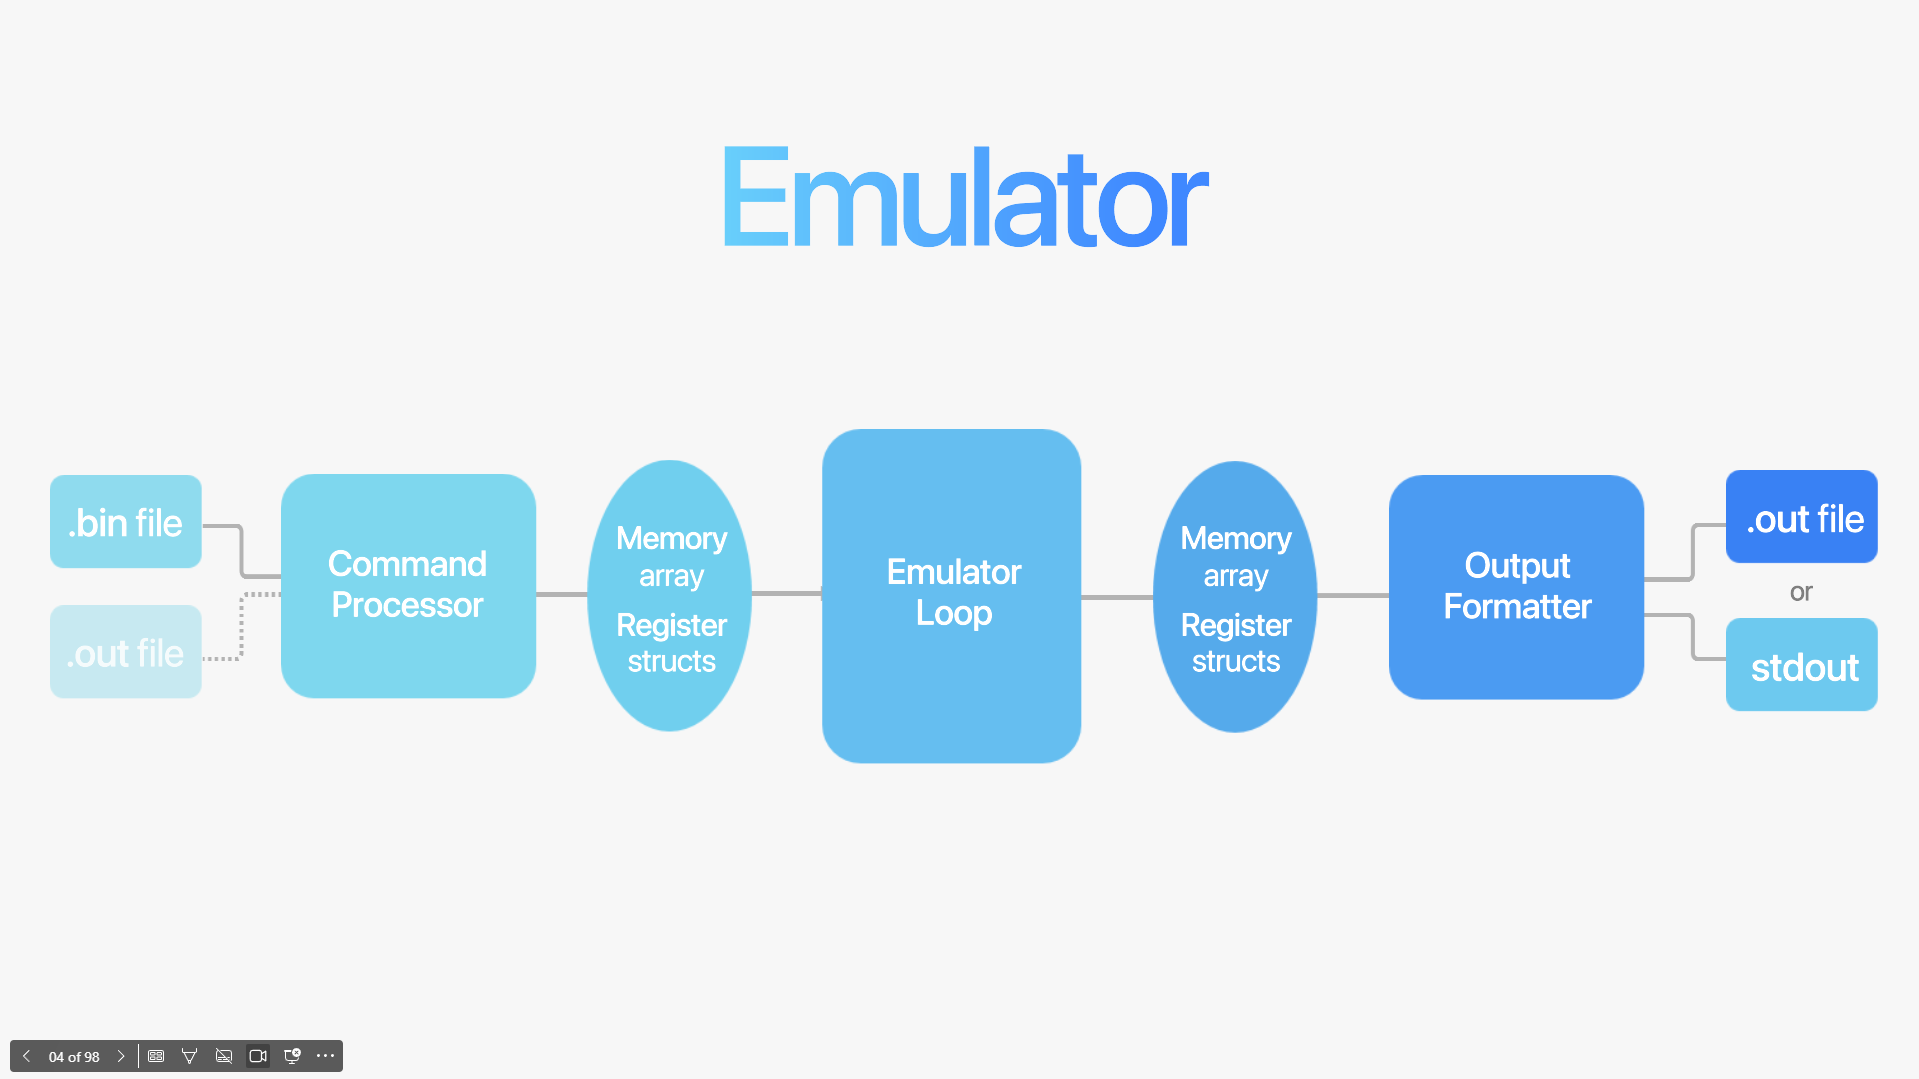 Emulator
.bin file
.out file
Command
Processor
Memory
array
Register
structs
Emulator
Loop
Memory
array
Register
structs
Output
Formatter
.out file
or
stdout
04 of 98